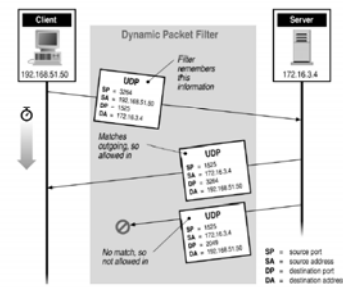 Client
Server
Dynamic Packet Filter
192.168.51.50
172.16.3.4
Filter
remembers
this
information
UDP
SP = 3264
SA = 192.168.51.50
DP = 1525
DA = 172.16.3.4
Matches
outgoing, so
allowed in
UDP
SP = 1525
SA = 172.16.3.4
DP = 3264
DA = 192.168.51.50
UDP
SP = 1525
SA = 172.16.3.4
DP = 2049
DA = 192.168.51.50
No match, so
not allowed in
SP = source port
SA = source address
DP = destination port
DA = destination address